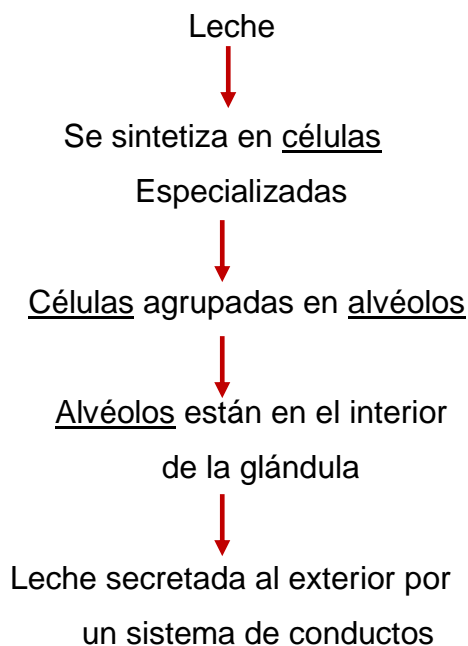 Leche
Se sintetiza en células
Especializadas
Células agrupadas en alvéolos
Alvéolos están en el interior
de la glándula
Leche secretada al exterior por
un sistema de conductos